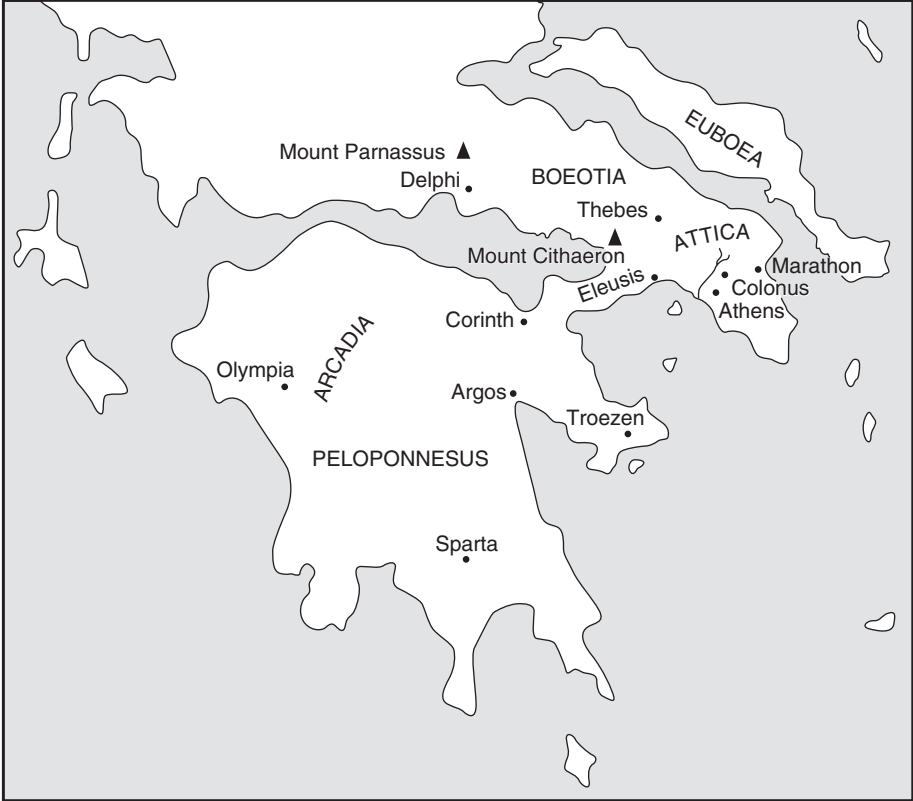 EUBOEA
Mount Parnassus
Delphi
BOEOTIA
Thebes
ATTICA
Mount Cithaeron
Marathon
Eleusis
Colonus
Athens
Corinth
ARCADIA
Olympia
Argos
Troezen
PELOPONNESUS
Sparta